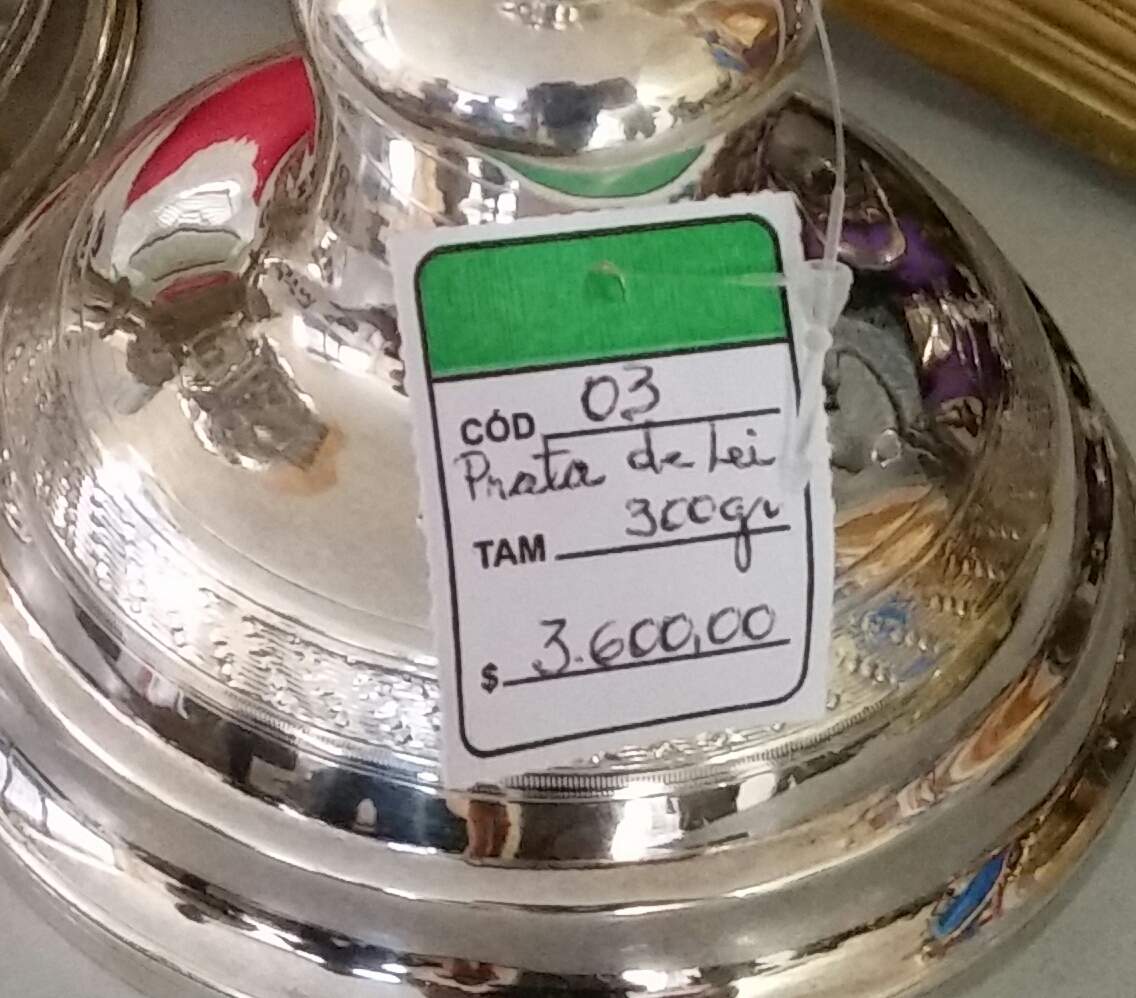 CÓD 03
Prata de Lei
TAM 300gr
$ 3.600,00